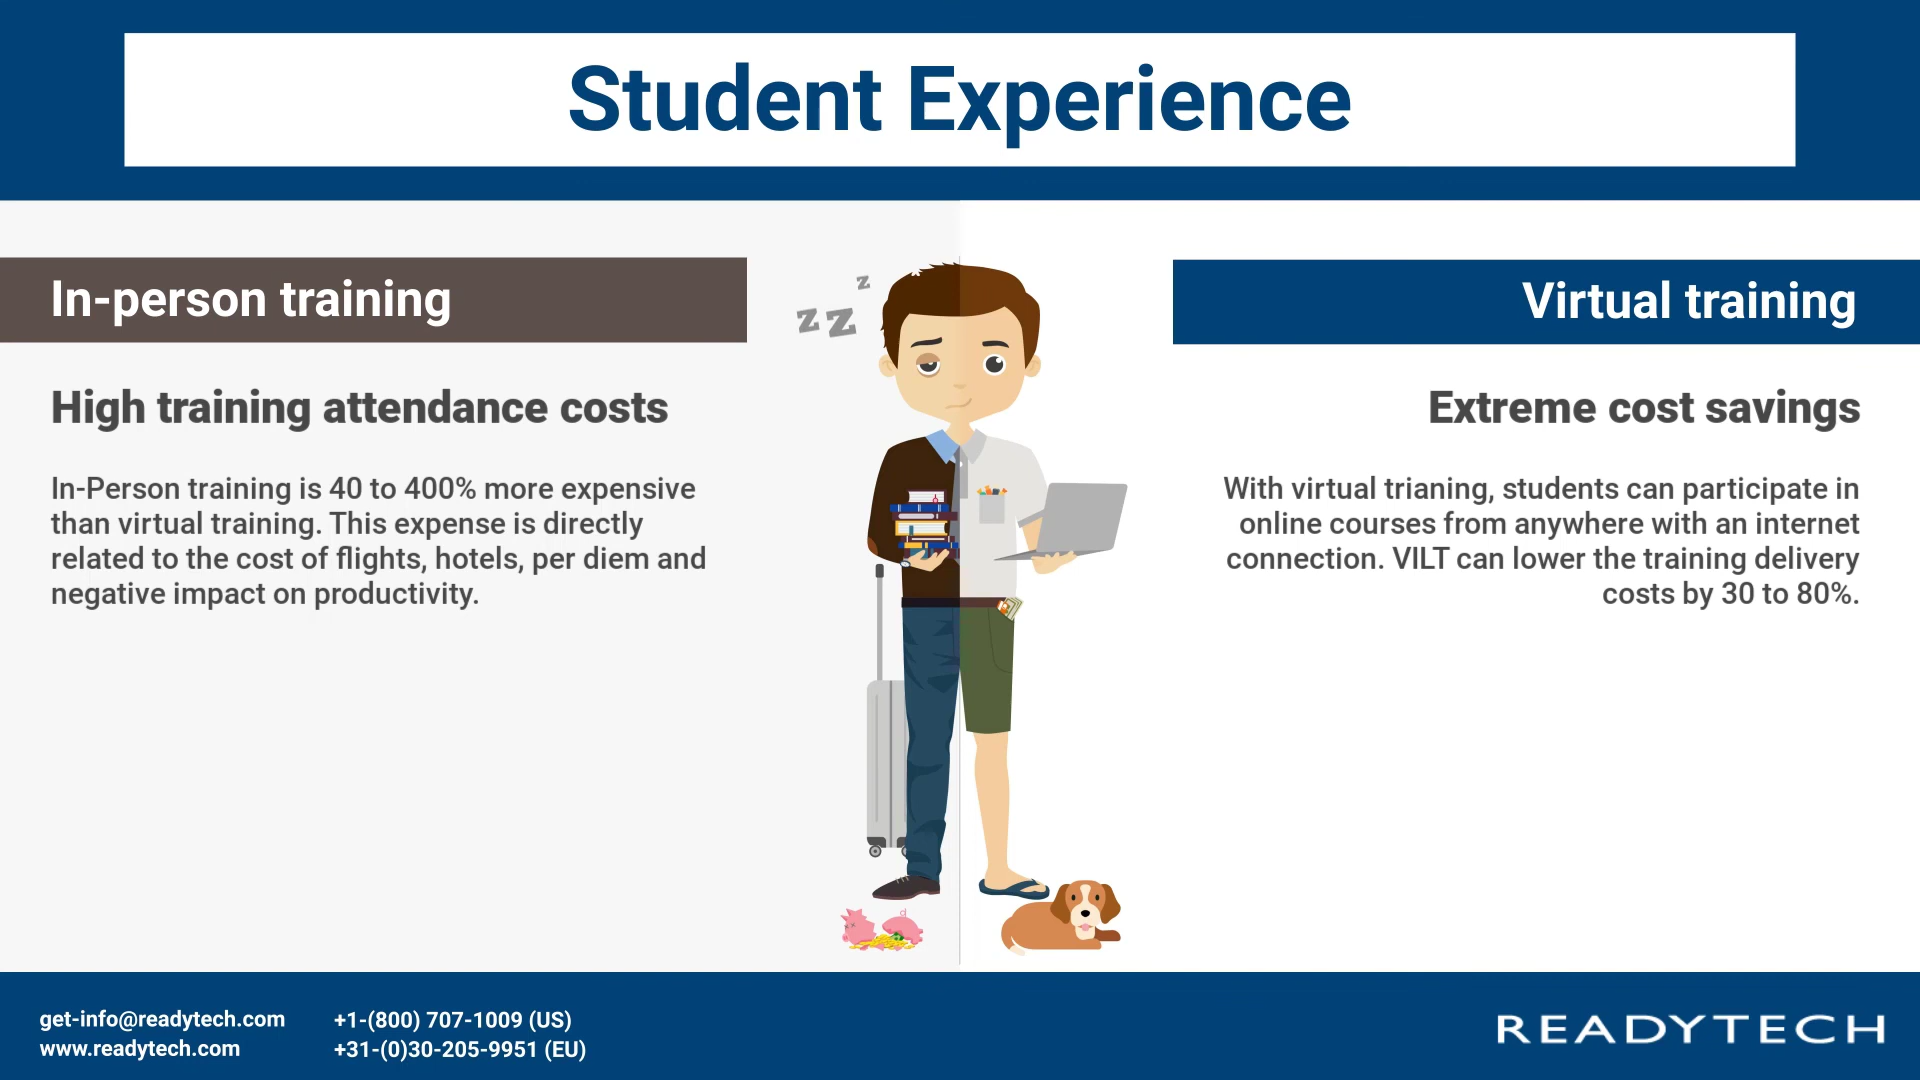 Student Experience
In-person training
Virtual training
z
z z
High training attendance costs
In-Person training is 40 to 400% more expensive
than virtual training. This expense is directly
related to the cost of flights, hotels, per diem and
negative impact on productivity.
Extreme cost savings
With virtual trianing, students can participate in
online courses from anywhere with an internet
connection. VILT can lower the training delivery
costs by 30 to 80%.
get-info@readytech.com
www.readytech.com
+1-(800) 707-1009 (US)
+31-(0)30-205-9951 (EU)
READYTECH